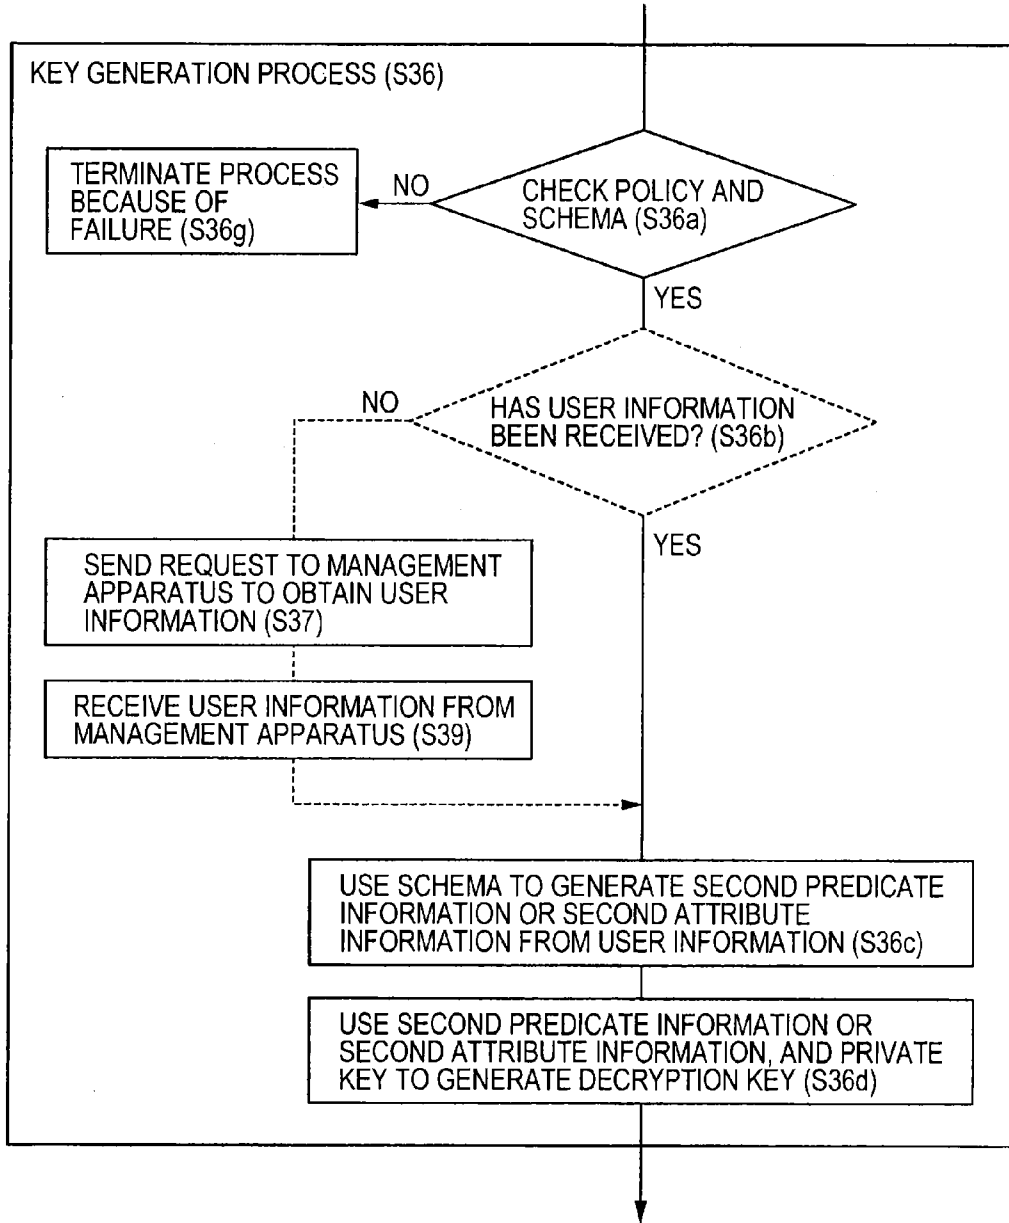 KEY GENERATION PROCESS (S36)
TERMINATE PROCESS
BECAUSE OF
FAILURE (S36g)
NO
CHECK POLICY AND
SCHEMA (S36a)
YES
NO
HAS USER INFORMATION
BEEN RECEIVED? (S36b)
YES
SEND REQUEST TO MANAGEMENT
APPARATUS TO OBTAIN USER
INFORMATION (S37)
RECEIVE USER INFORMATION FROM
MANAGEMENT APPARATUS (S39)
USE SCHEMA TO GENERATE SECOND PREDICATE
INFORMATION OR SECOND ATTRIBUTE
INFORMATION FROM USER INFORMATION (S36c)
USE SECOND PREDICATE INFORMATION OR
SECOND ATTRIBUTE INFORMATION, AND PRIVATE
KEY TO GENERATE DECRYPTION KEY (S36d)